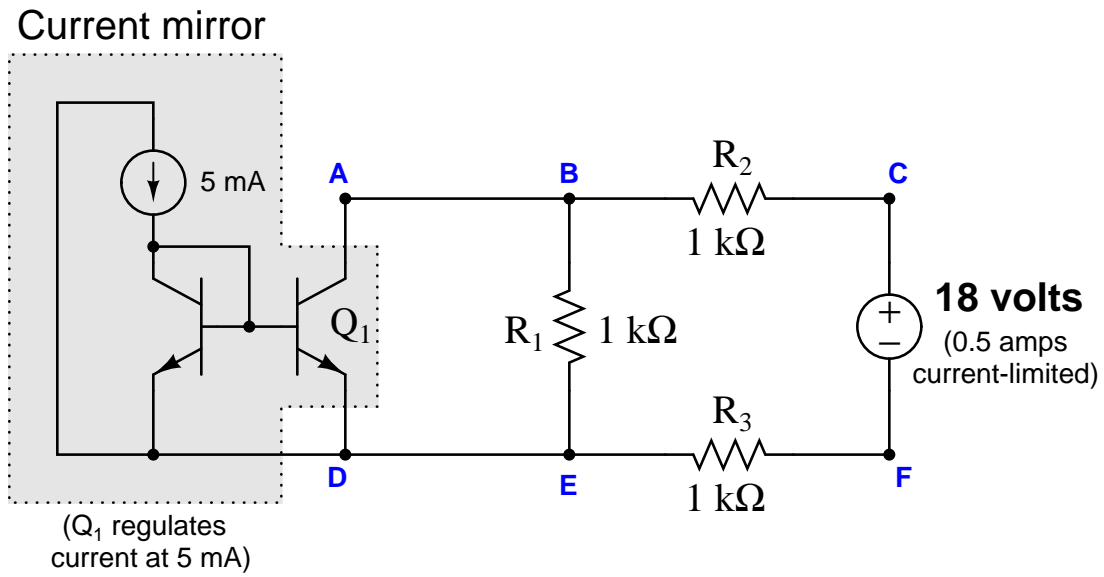 Current mirror
5 mA
A
B
R2
C
1 kΩ
18 volts
(0.5 amps
current-limited)
+
−
Q1
R1
1 kΩ
R3
D
E
F
1 kΩ
(Q1 regulates
current at 5 mA)